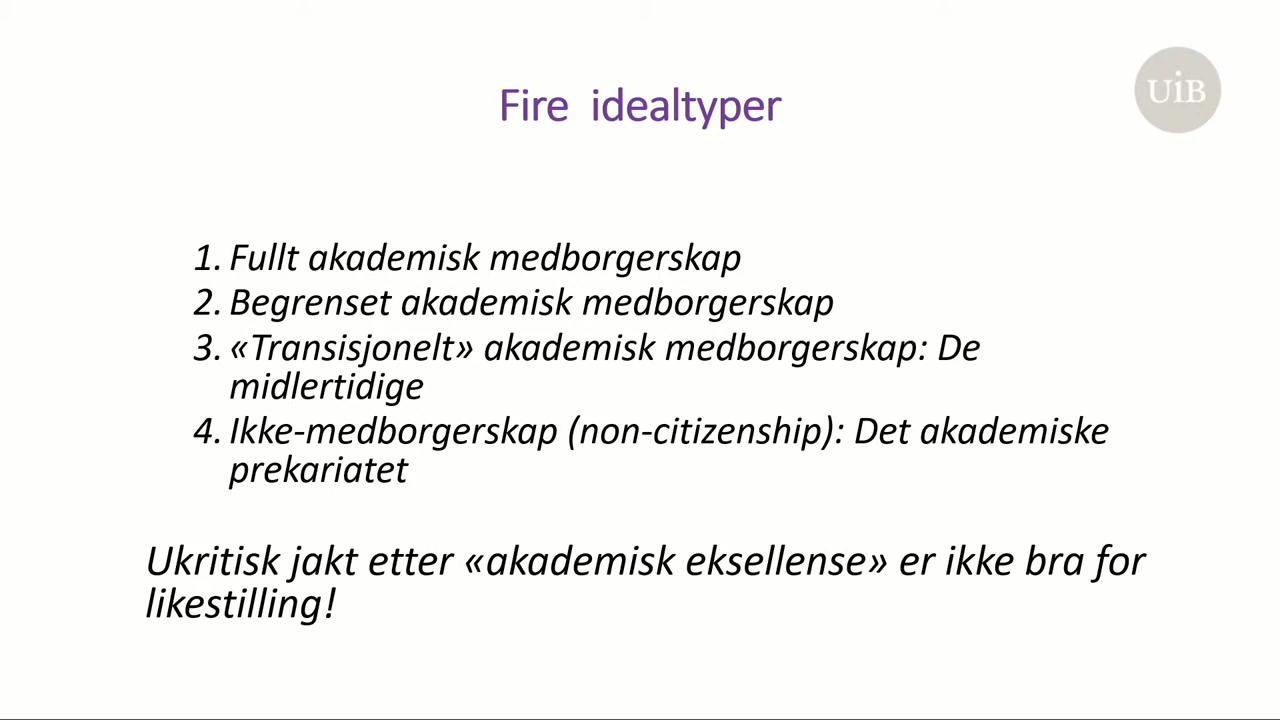 Fire idealtyper
UiB
1. Fullt akademisk medborgerskap
2. Begrenset akademisk medborgerskap
3. «Transisjonelt» akademisk medborgerskap: De
midlertidige
4. Ikke-medborgerskap (non-citizenship): Det akademiske
prekariatet
Ukritisk jakt etter «akademisk eksellense» er ikke bra for
likestilling!